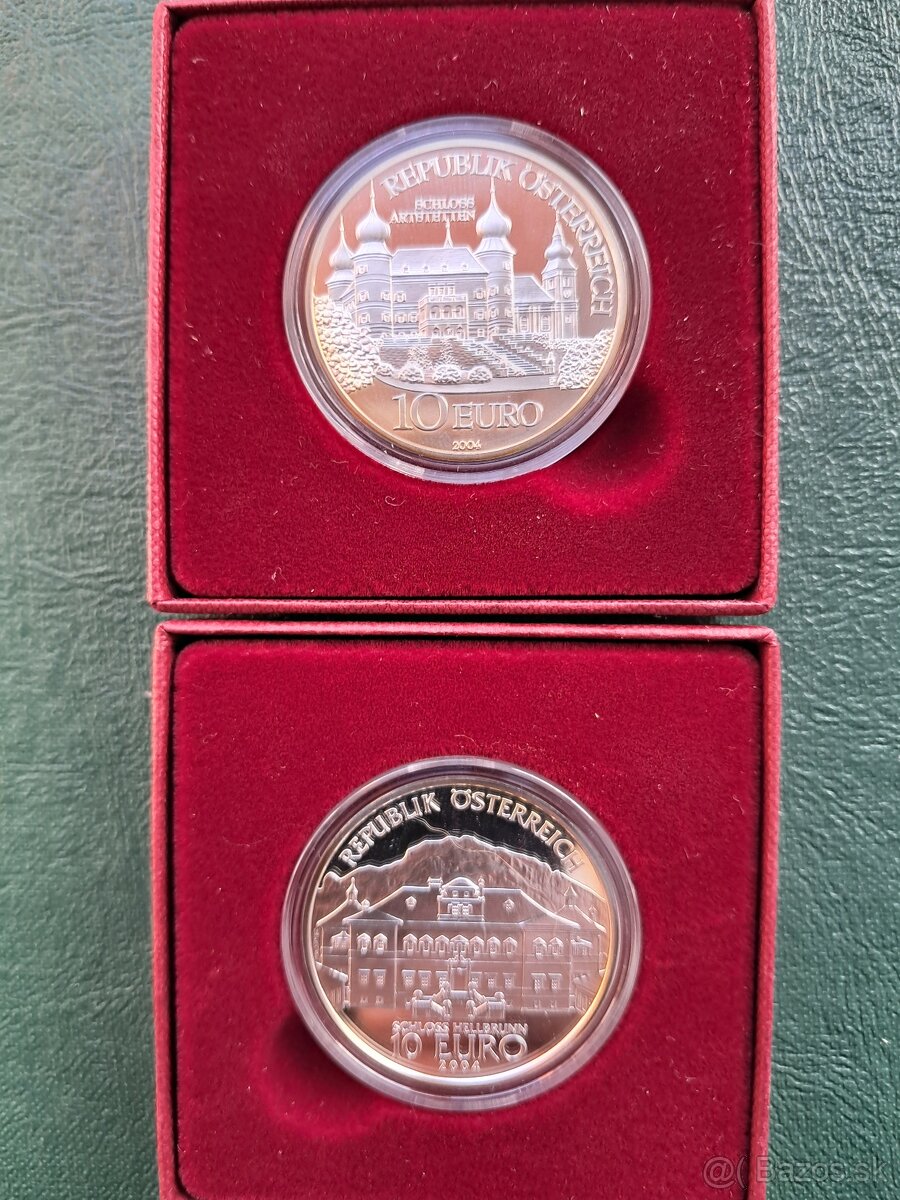 REPUBLIK ÖSTERREICH
SCHLOSS
ARTSTETTEN
10 EURO
2004
REPUBLIK ÖSTERREICH
SCHLOSS HELLBRUNN
10 EURO
2004
@( Bazos.sk